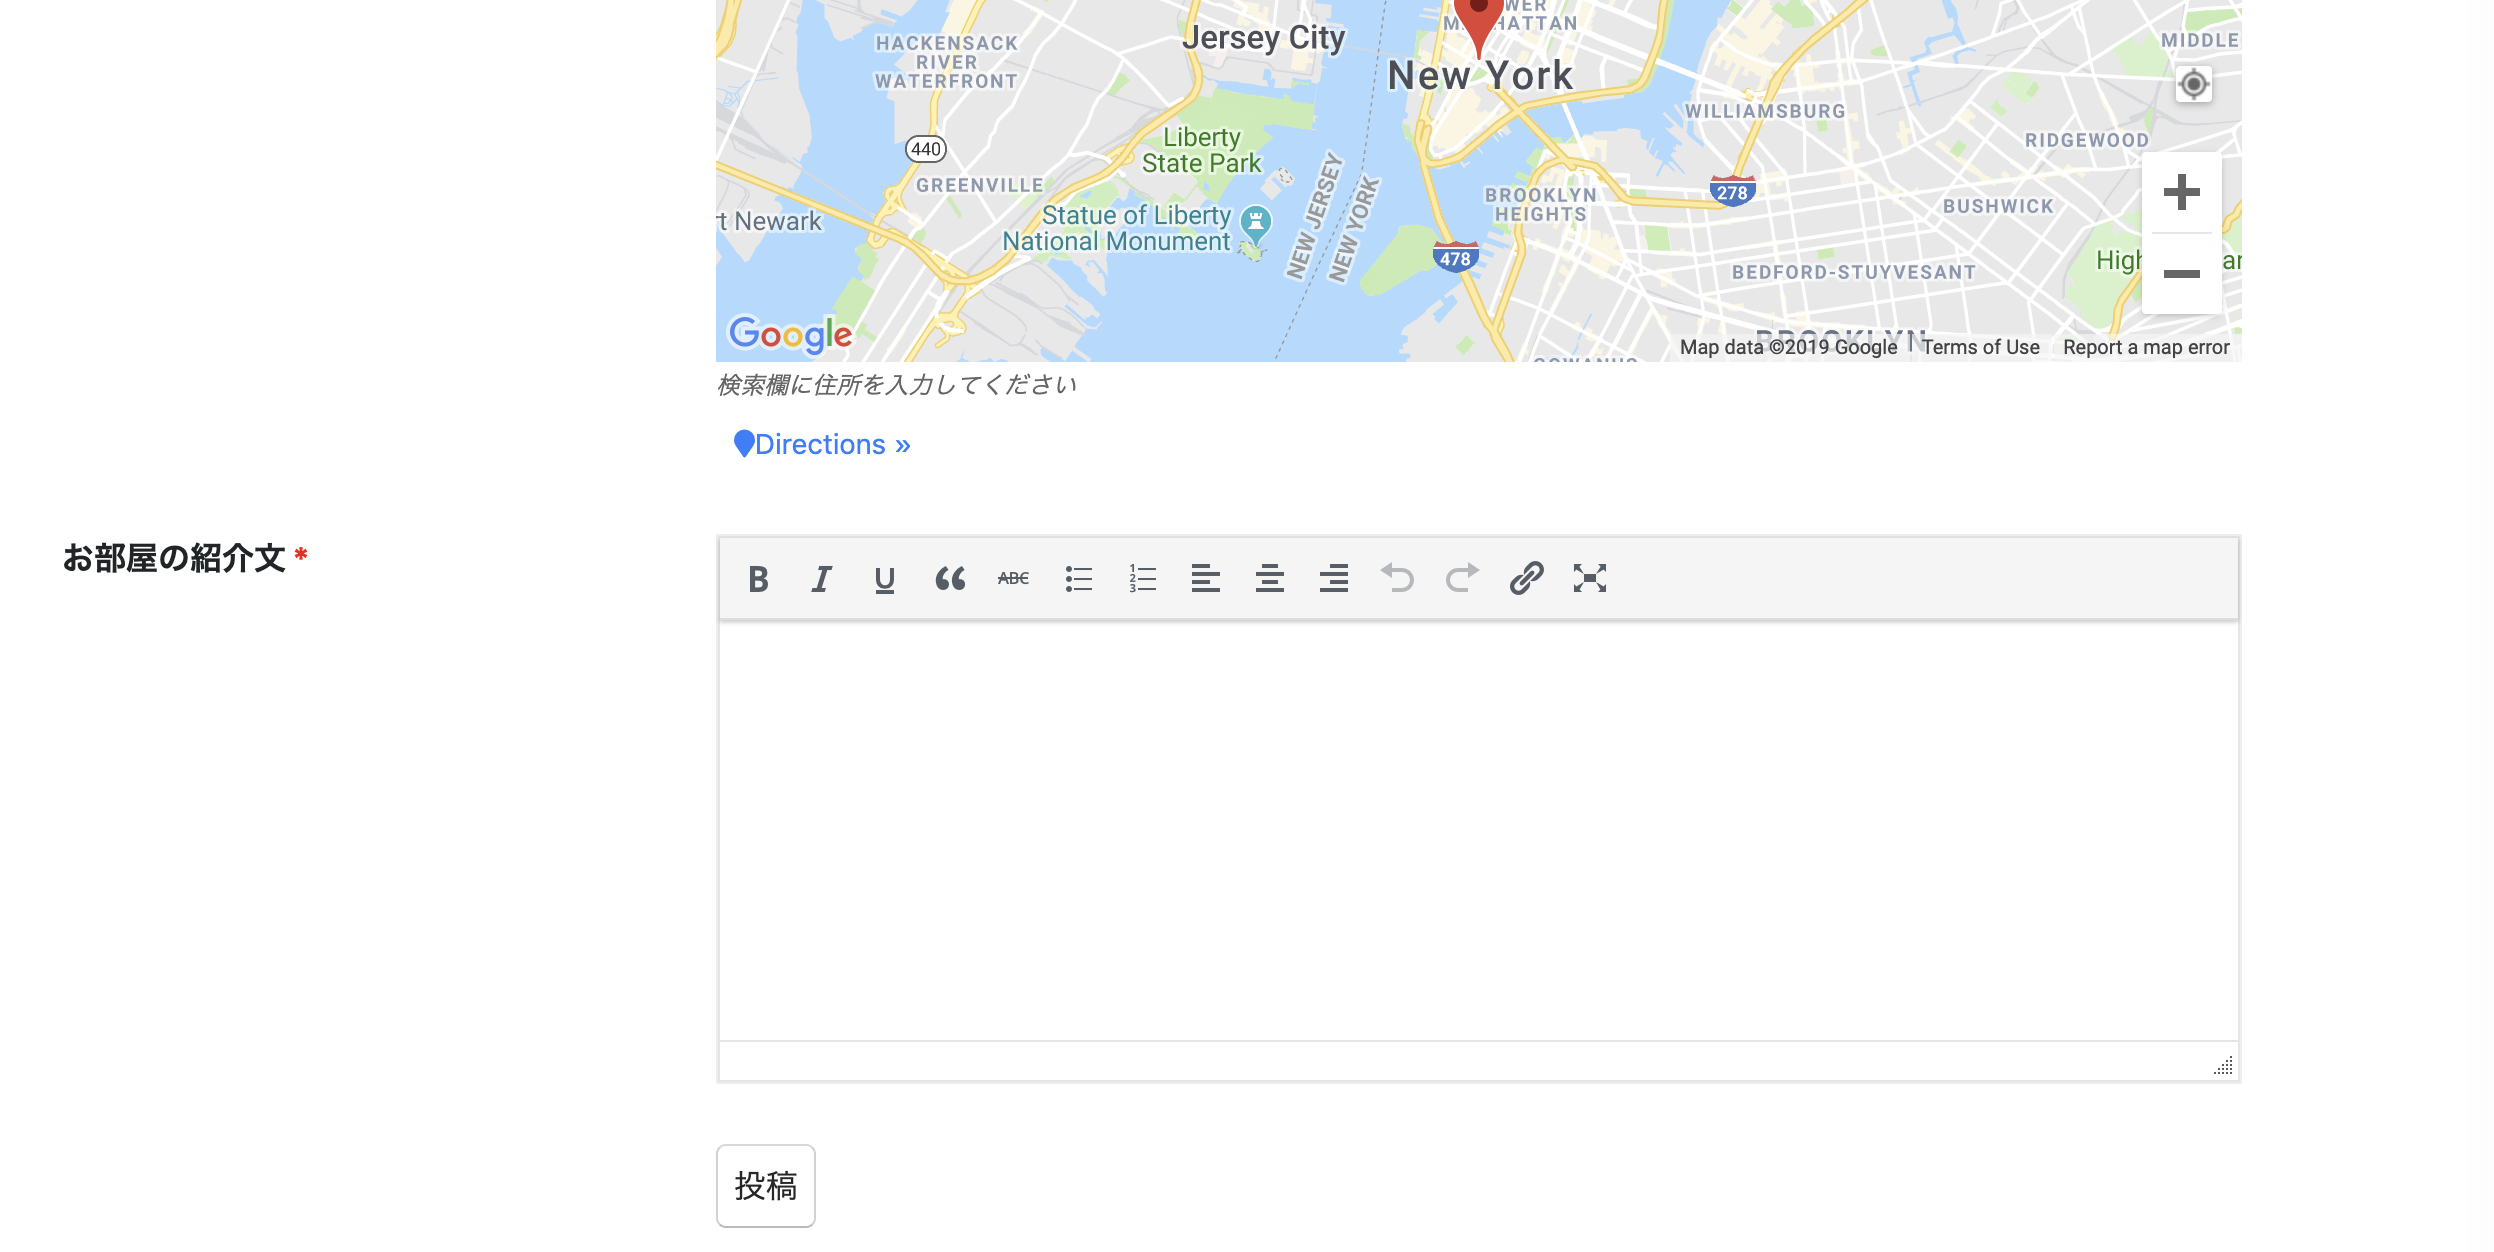 WER
MANHATTAN
HACKENSACK
RIVER
WATERFRONT
Jersey City
New York
MIDDLE
WILLIAMSBURG
RIDGEWOOD
440
Liberty
State Park
GREENVILLE
278
BROOKLYN
HEIGHTS
BUSHWICK
t Newark
Statue of Liberty
National Monument
NEW JERSEY
NEW YORK
478
BEDFORD-STUYVESANT
High
ar
Google
BROOKLYN
GOWANUS
Map data ©2019 Google
Terms of Use
Report a map error
検索欄に住所を入力してください
Directions »
お部屋の紹介文 *
B I U “ ABC
投稿